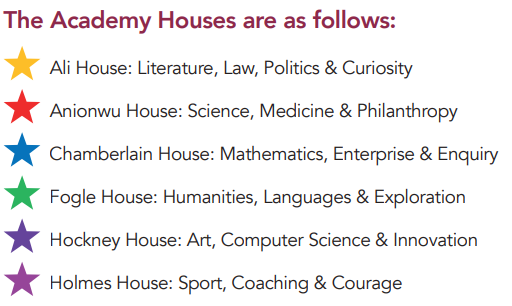 The Academy Houses are as follows:
Ali House: Literature, Law, Politics & Curiosity
Anionwu House: Science, Medicine & Philanthropy
Chamberlain House: Mathematics, Enterprise & Enquiry
Fogle House: Humanities, Languages & Exploration
Hockney House: Art, Computer Science & Innovation
Holmes House: Sport, Coaching & Courage